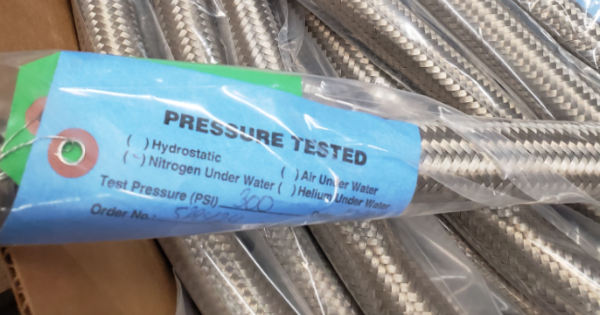 PRESSURE TESTED
( ) Hydrostatic
( ) Air Under Water
(-) Nitrogen Under Water
( ) Helium Under Water
Test Pressure (PSI) 300
Order No.